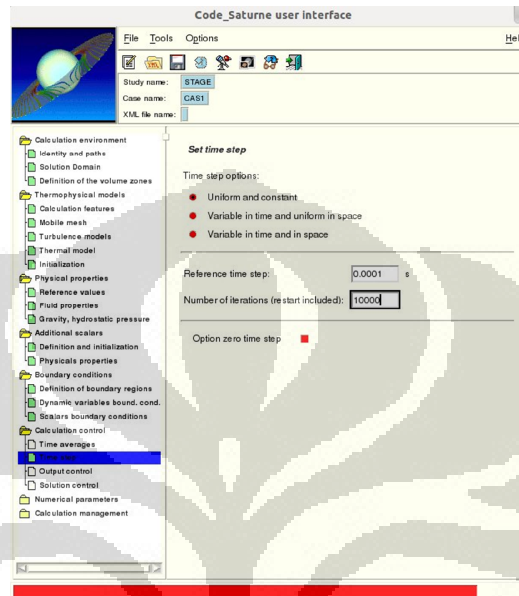 Code_Saturne user interface
File Tools Options Hel
Study name: STAGE
Case name: CAS1
XML file name:
Calculation environment
Identity and paths
Solution Domain
Definition of the volume zones
Thermophysical models
Calculation features
Mobile mesh
Turbulence models
Thermal model
Initialization
Physical properties
Reference values
Fluid properties
Gravity, hydrostatic pressure
Additional scalars
Definition and initialization
Physicals properties
Boundary conditions
Definition of boundary regions
Dynamic variables bound. cond.
Scalars boundary conditions
Calculation control
Time averages
Time step
Output control
Solution control
Numerical parameters
Calculation management
Set time step
Time step options:
Uniform and constant
Variable in time and uniform in space
Variable in time and in space
Reference time step: 0.0001 s
Number of iterations (restart included): 10000
Option zero time step